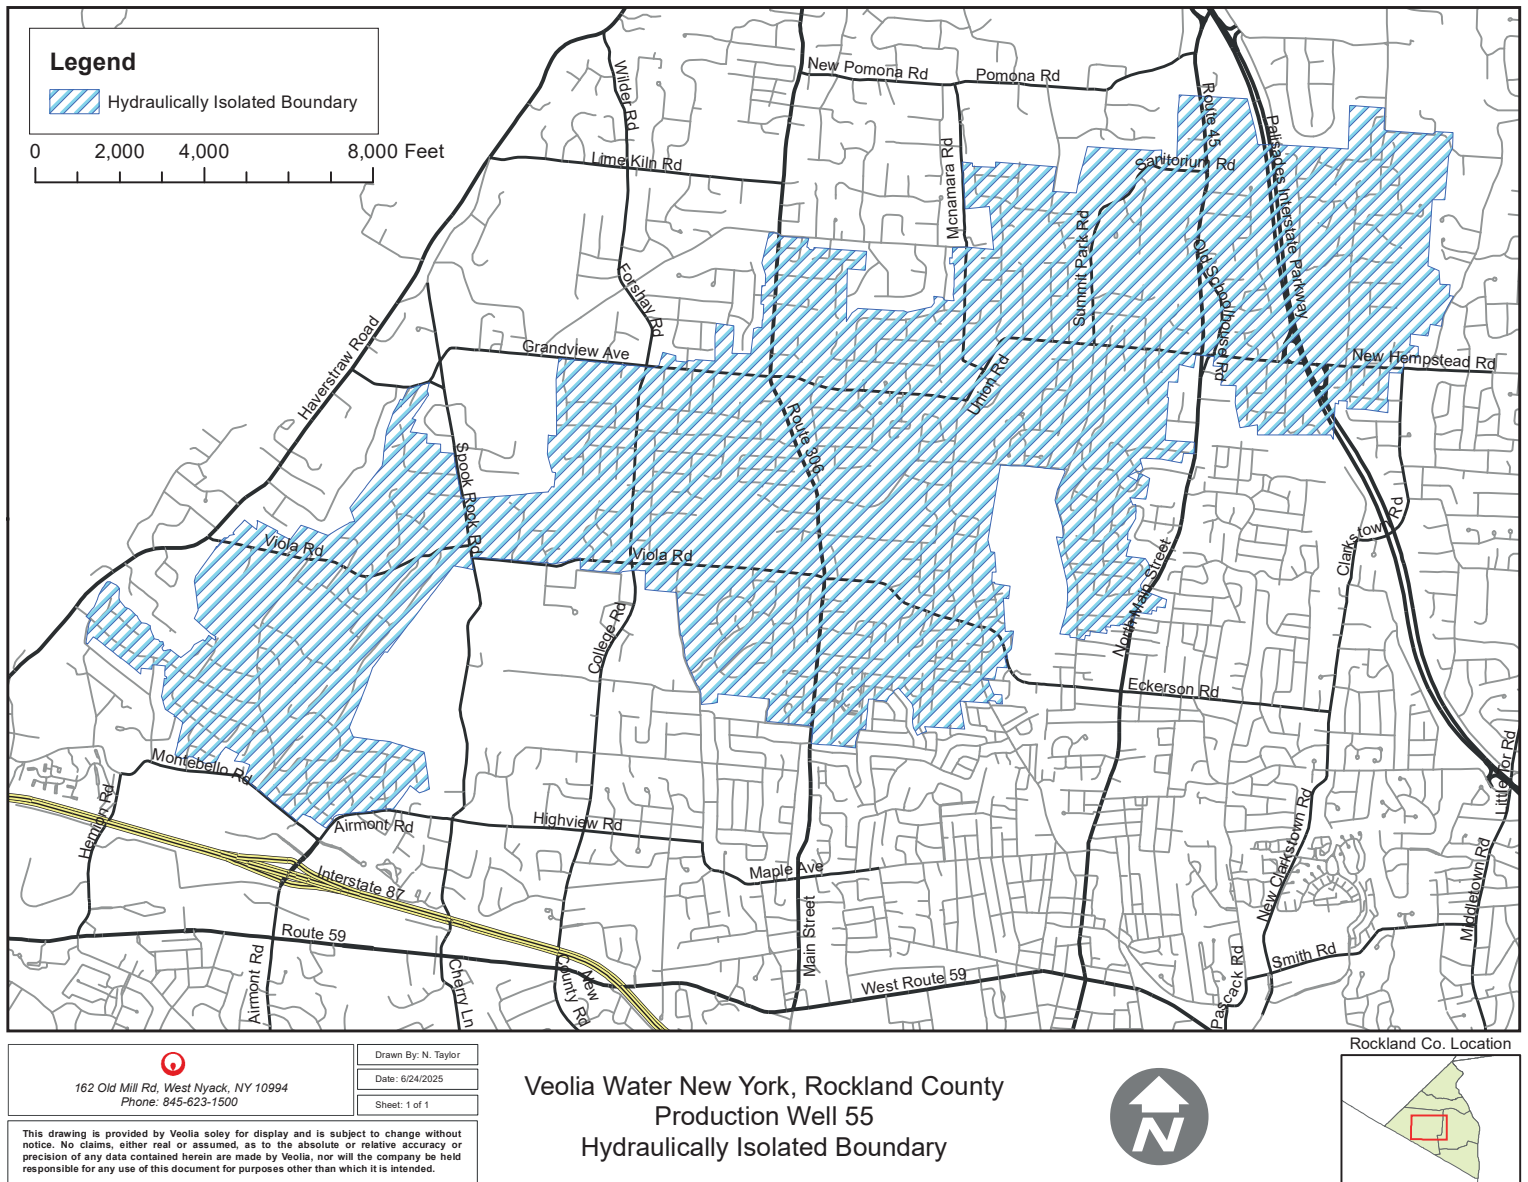 Legend
Hydraulically Isolated Boundary
0 2,000 4,000 8,000 Feet
Wilder Rd
New Pomona Rd
Pomona Rd
Route 45
Palisades Interstate Parkway
Lime Kiln Rd
Mcnamara Rd
Sanitorium Rd
Summit Park Rd
Old Schoolhouse Rd
Forshay Rd
Haverstraw Road
Grandview Ave
Union Rd
New Hempstead Rd
Route 306
Spook Rock Rd
Viola Rd
Viola Rd
Clarkstown Rd
North Main Street
College Rd
Eckerson Rd
Little Tor Rd
Montebello Rd
Hemion Rd
Airmont Rd
Highview Rd
Maple Ave
New Clarkstown Rd
Middletown Rd
Interstate 87
Route 59
Main Street
Airmont Rd
Cherry Ln
New
County Rd
West Route 59
Pascack Rd
Smith Rd
162 Old Mill Rd, West Nyack, NY 10994
Phone: 845-623-1500
Drawn By: N. Taylor
Date: 6/24/2025
Sheet: 1 of 1
This drawing is provided by Veolia soley for display and is subject to change without
notice. No claims, either real or assumed, as to the absolute or relative accuracy or
precision of any data contained herein are made by Veolia, nor will the company be held
responsible for any use of this document for purposes other than which it is intended.
Veolia Water New York, Rockland County
Production Well 55
Hydraulically Isolated Boundary
N
Rockland Co. Location